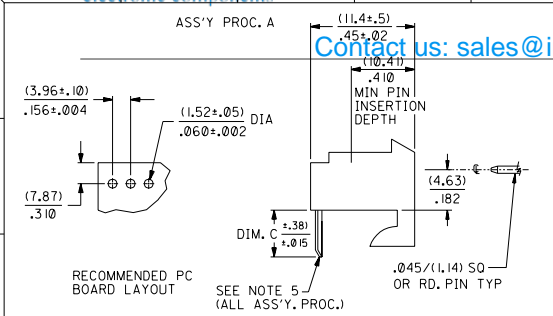 ASS'Y PROC. A
(11.4±.5)
.45±.02
Contact us: sales@i
(3.96±.10)
.156±.004
(10.41)
.410
MIN PIN
INSERTION
DEPTH
(1.52±.05) DIA
.060±.002
(7.87)
.310
(4.63)
.182
DIM. C ±.38)
±.015
RECOMMENDED PC
BOARD LAYOUT
SEE NOTE 5
(ALL ASS'Y. PROC.)
.045/(1.14) SQ
OR RD. PIN TYP